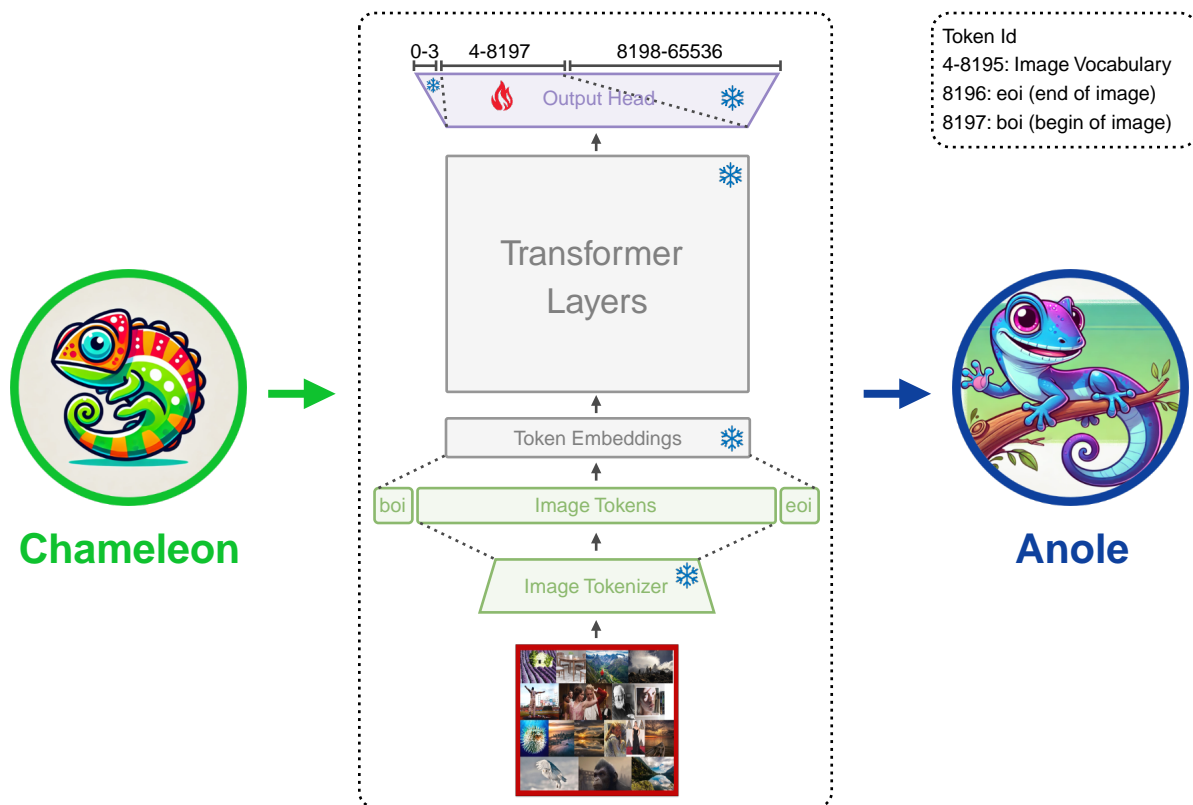 0-3 4-8197 8198-65536
Output Head
Transformer
Layers
Token Embeddings
boi Image Tokens eoi
Image Tokenizer
Chameleon
Anole
Token Id
4-8195: Image Vocabulary
8196: eoi (end of image)
8197: boi (begin of image)